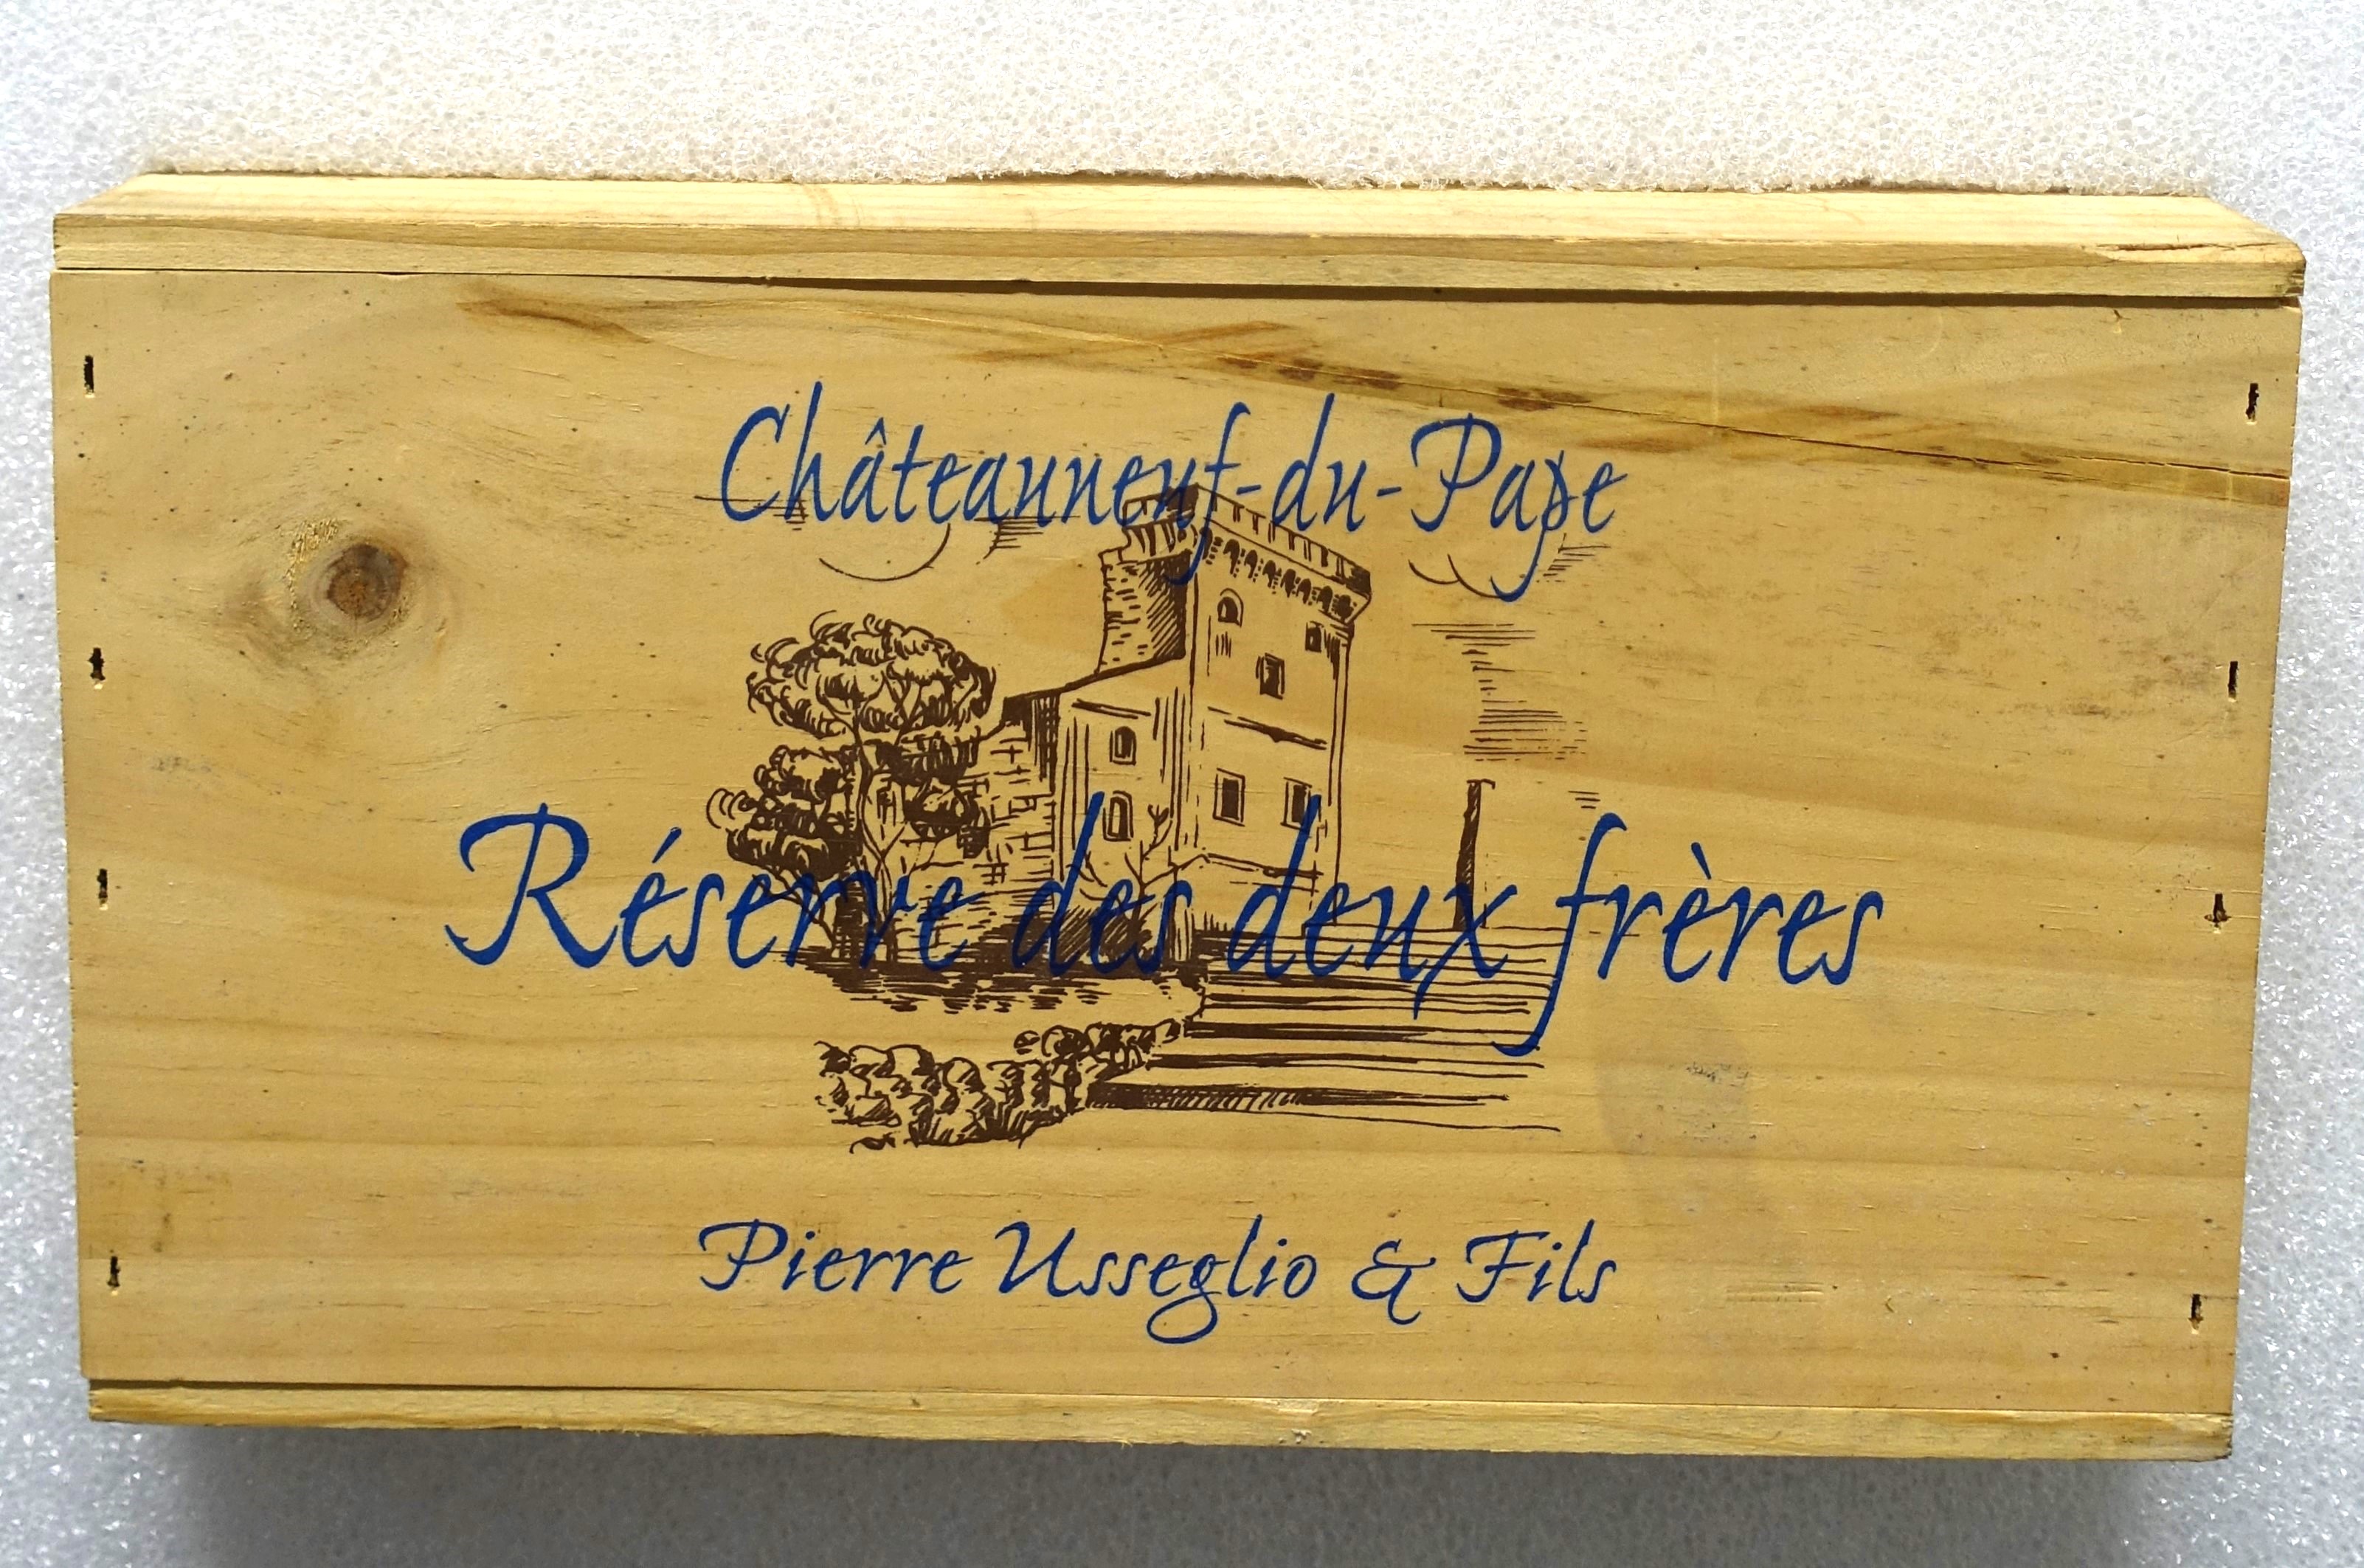 Châteauneuf-du-Pape
Réserve des deux frères
Pierre Usseglio & Fils